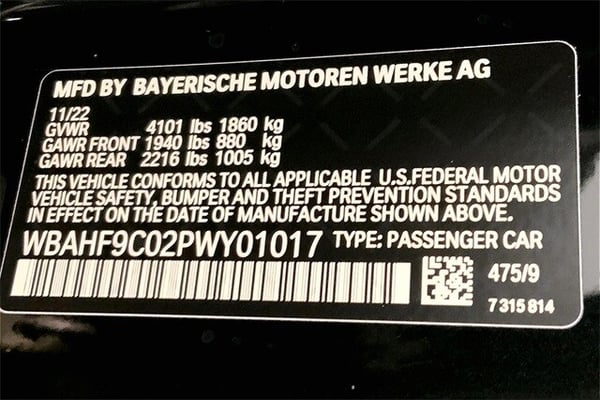 MFD BY BAYERISCHE MOTOREN WERKE AG
11/22
GVWR 4101 lbs 1860 kg
GAWR FRONT 1940 lbs 880 kg
GAWR REAR 2216 lbs 1005 kg
THIS VEHICLE CONFORMS TO ALL APPLICABLE U.S.FEDERAL MOTOR
VEHICLE SAFETY, BUMPER AND THEFT PREVENTION STANDARDS
IN EFFECT ON THE DATE OF MANUFACTURE SHOWN ABOVE.
WBAHF9C02PWY01017 TYPE: PASSENGER CAR
475/9
7 315 814